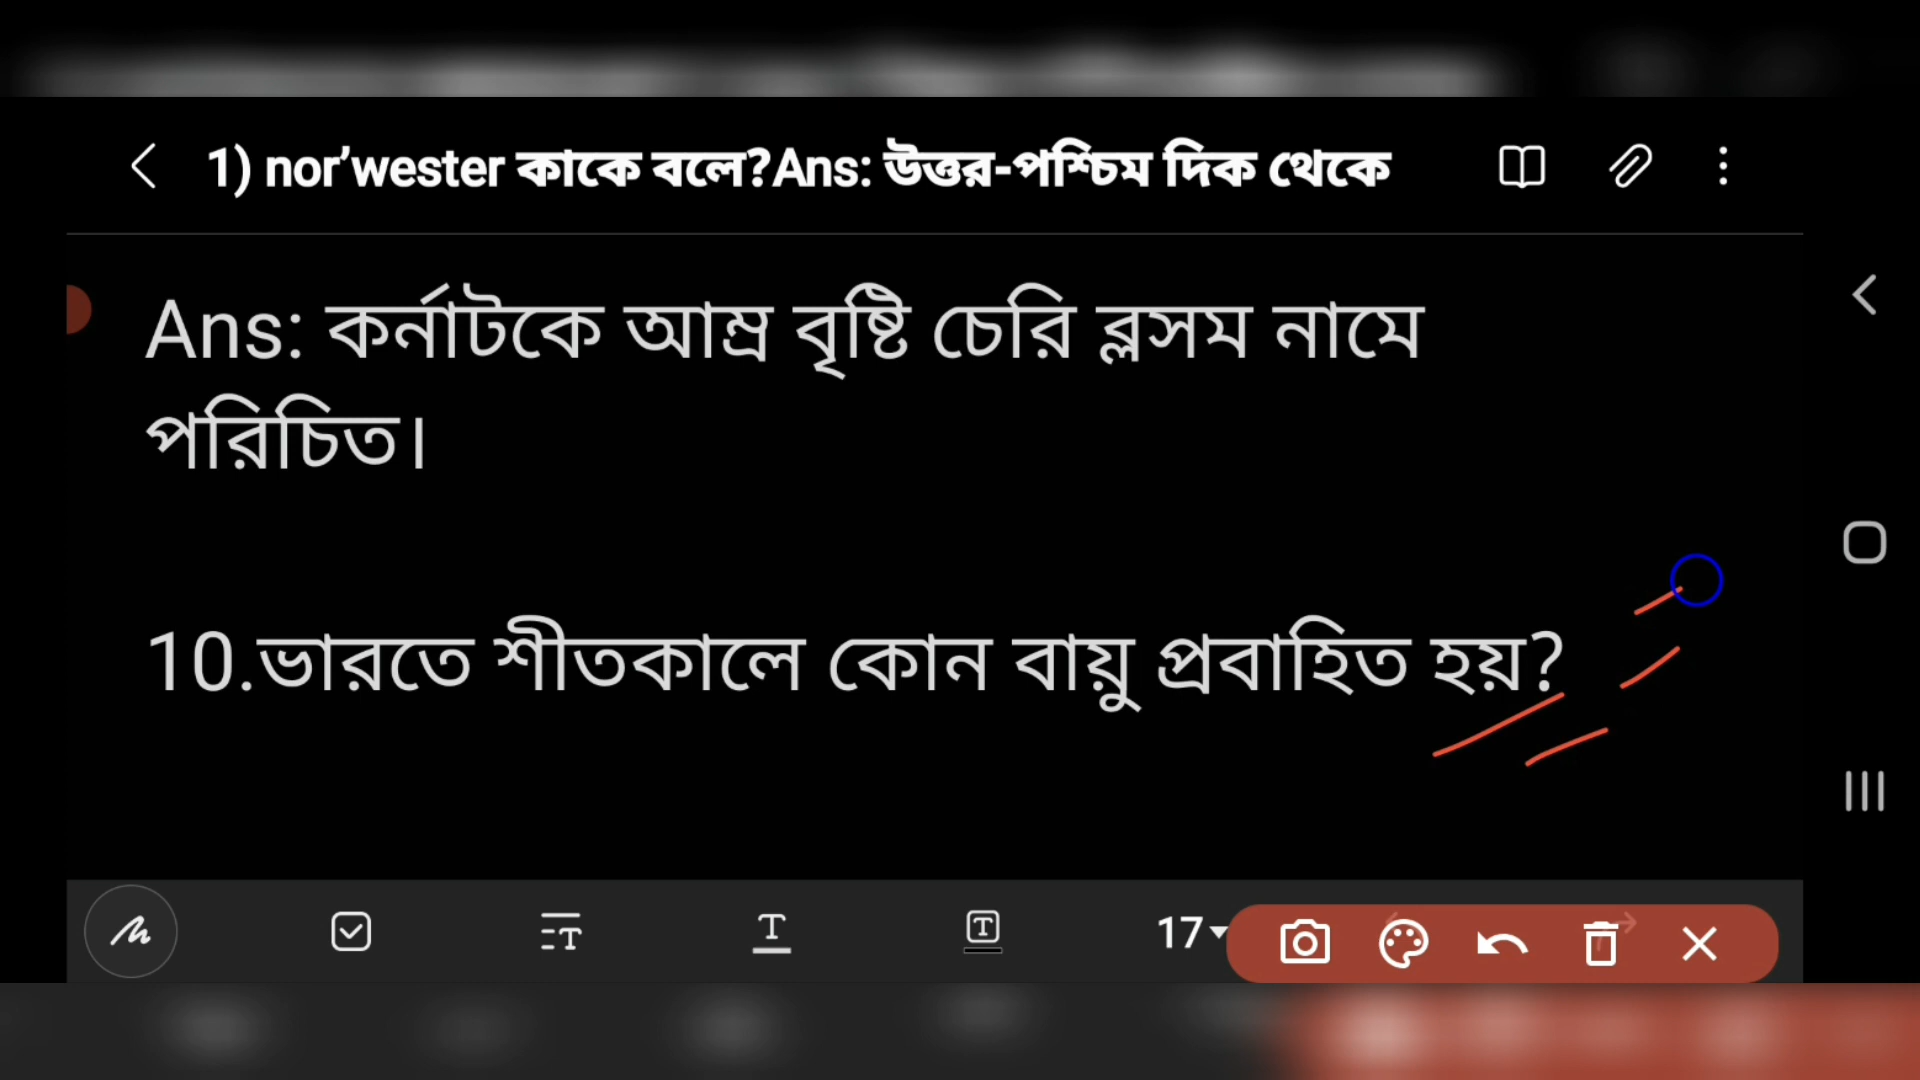 1) nor’wester কাকে বলে?Ans: উত্তর-পশ্চিম দিক থেকে
Ans: কর্নাটকে আম্র বৃষ্টি চেরি ব্লসম নামে
পরিচিত।
10.ভারতে শীতকালে কোন বায়ু প্রবাহিত হয়?
17